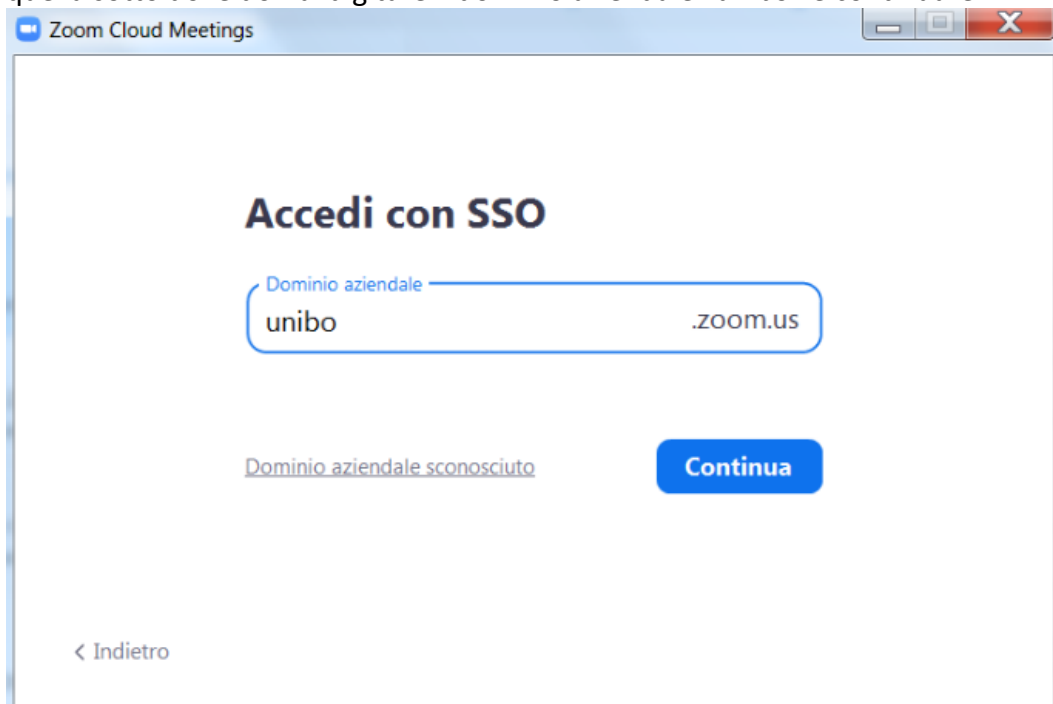 Zoom Cloud Meetings
Accedi con SSO
Dominio aziendale
unibo .zoom.us
Dominio aziendale sconosciuto Continua
< Indietro